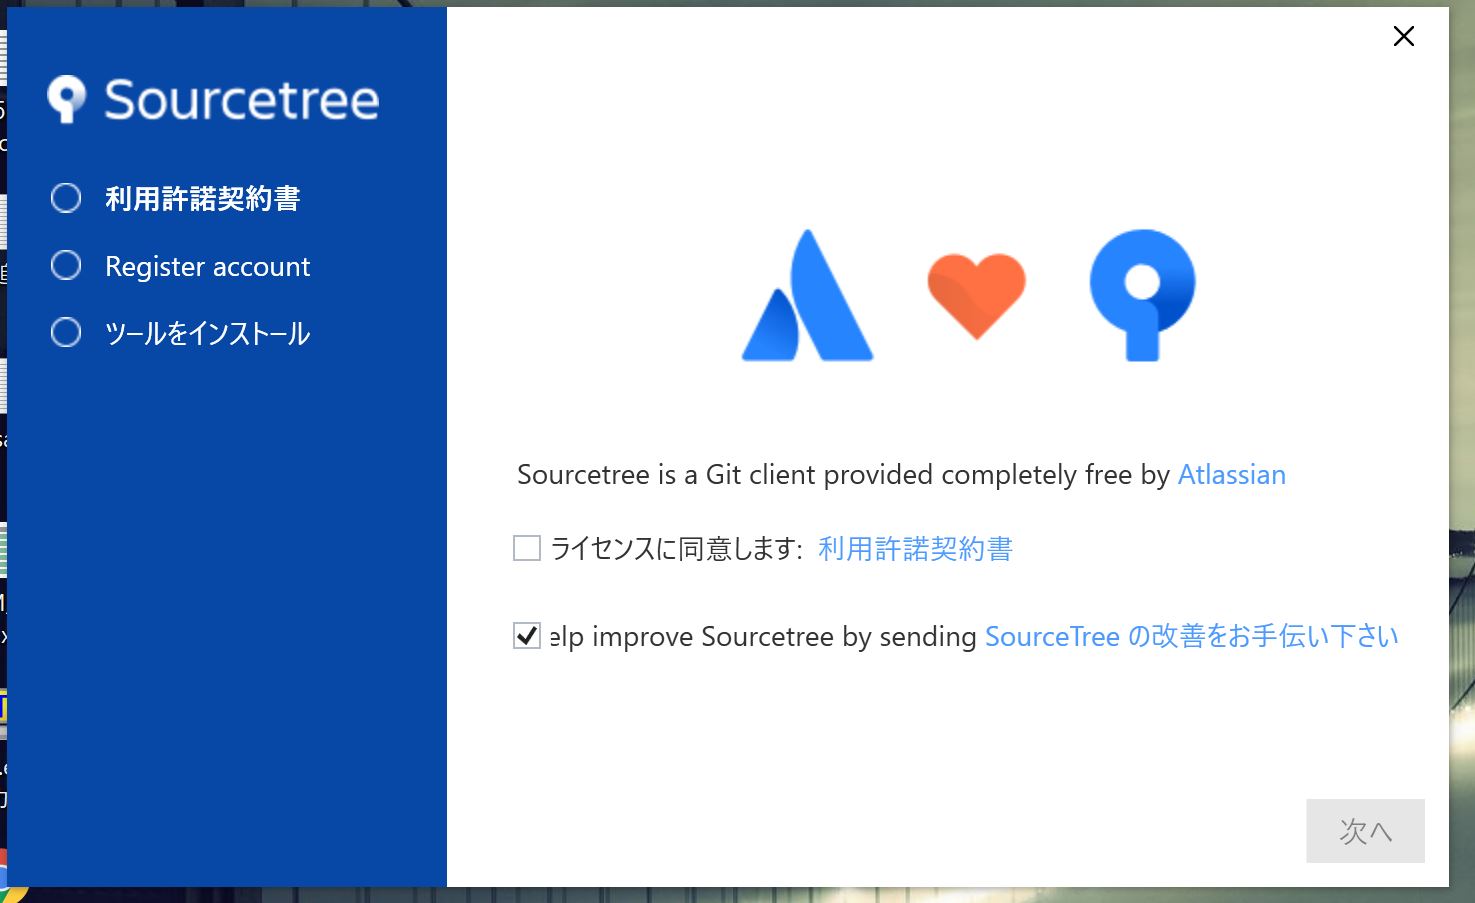 Sourcetree
利用許諾契約書
Register account
ツールをインストール
Sourcetree is a Git client provided completely free by Atlassian
ライセンスに同意します: 利用許諾契約書
elp improve Sourcetree by sending SourceTree の改善をお手伝い下さい
次へ